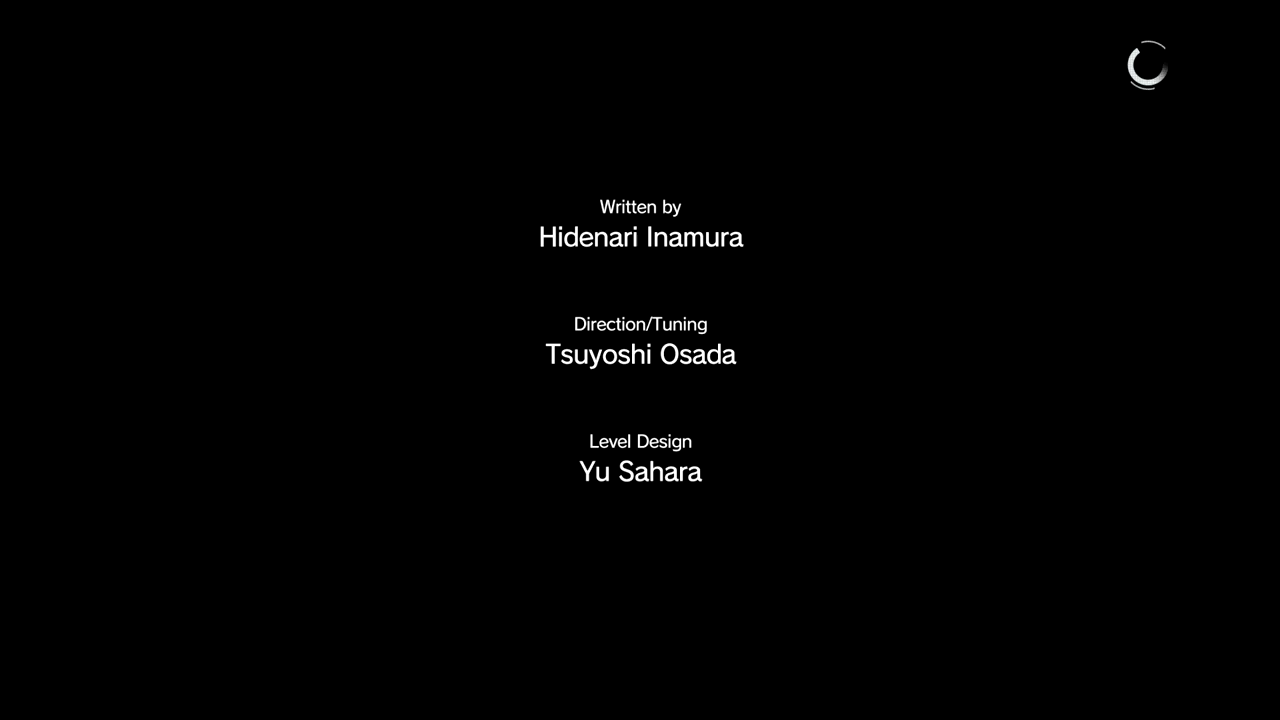 Written by
Hidenari Inamura
Direction/Tuning
Tsuyoshi Osada
Level Design
Yu Sahara